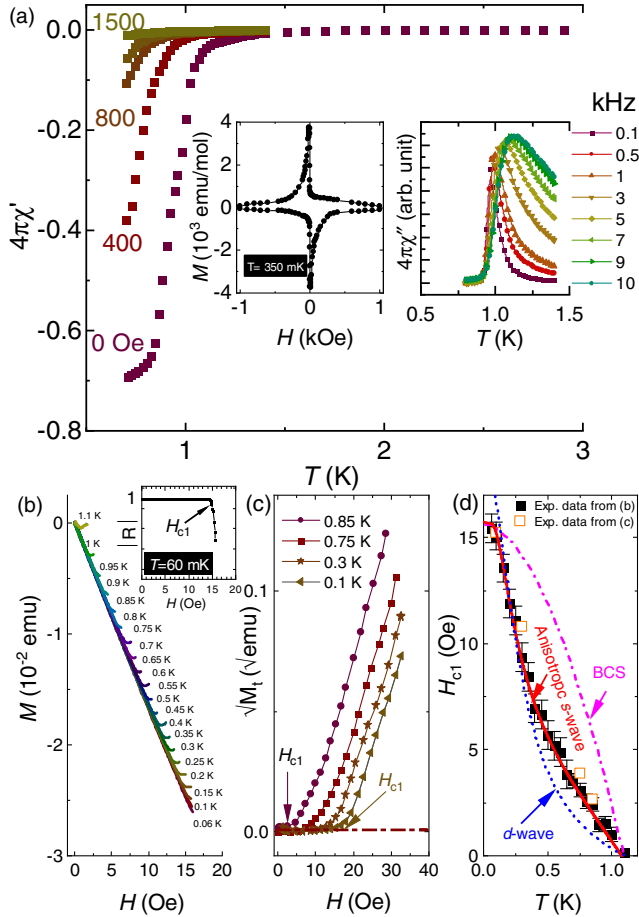 (a)
0.0
-0.2
-0.4
-0.6
-0.8
4πχ'
1500
800
400
0 Oe
1
2
3
T (K)
4
2
0
-2
-4
M (10³ emu/mol)
T= 350 mK
-1
0
1
H (kOe)
4πχ″ (arb. unit)
0.5
1.0
1.5
T (K)
kHz
0.1
0.5
1
3
5
7
9
10
(b)
0
-1
-2
-3
M (10⁻² emu)
1.1 K
1 K
0.95 K
0.9 K
0.85 K
0.8 K
0.75 K
0.7 K
0.65 K
0.6 K
0.55 K
0.5 K
0.45 K
0.4 K
0.35 K
0.3 K
0.25 K
0.2 K
0.15 K
0.1 K
0.06 K
0
5
10
15
H (Oe)
|R|
1
Hc1
T=60 mK
0
5
10
15
H (Oe)
(c)
0.85 K
0.75 K
0.3 K
0.1 K
0.1
0.0
√Mt (√emu)
Hc1
Hc1
0
10
20
30
40
H (Oe)
(d)
Exp. data from (b)
Exp. data from (c)
15
10
5
0
Hc1 (Oe)
Anisotropc s-wave
BCS
d-wave
0.0
0.5
1.0
T (K)